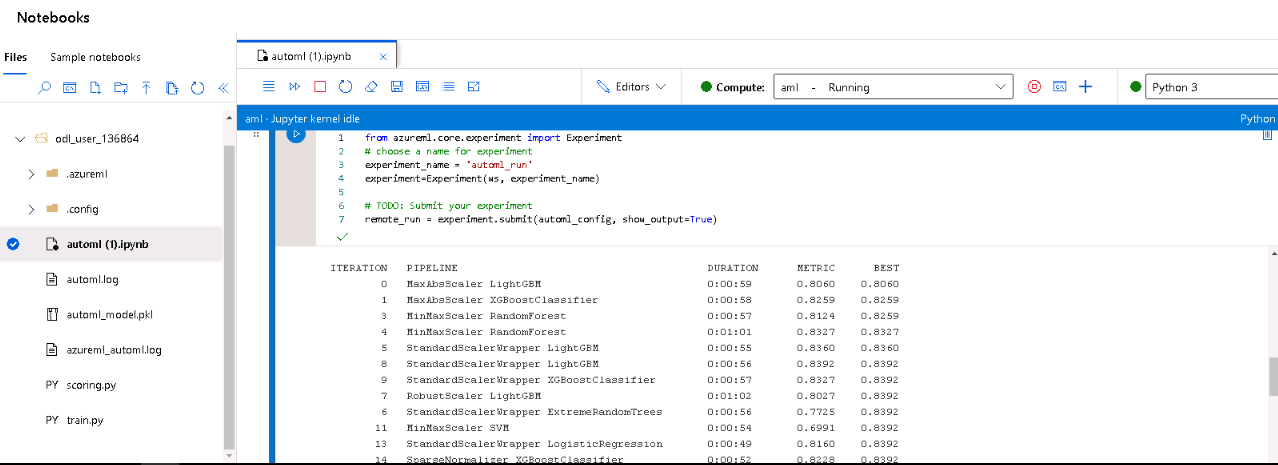 Notebooks
Files Sample notebooks
automl (1).ipynb ×
Editors
Compute: aml - Running
Python 3
aml · Jupyter kernel idle
Python
odl_user_136864
.azureml
.config
automl (1).ipynb
automl.log
automl_model.pkl
azureml_automl.log
PY scoring.py
PY train.py
1 from azureml.core.experiment import Experiment
2 # choose a name for experiment
3 experiment_name = 'automl_run'
4 experiment=Experiment(ws, experiment_name)
5
6 # TODO: Submit your experiment
7 remote_run = experiment.submit(automl_config, show_output=True)
ITERATION PIPELINE DURATION METRIC BEST
0 MaxAbsScaler LightGBM 0:00:59 0.8060 0.8060
1 MaxAbsScaler XGBoostClassifier 0:00:58 0.8259 0.8259
3 MinMaxScaler RandomForest 0:00:57 0.8124 0.8259
4 MinMaxScaler RandomForest 0:01:01 0.8327 0.8327
5 StandardScalerWrapper LightGBM 0:00:55 0.8360 0.8360
8 StandardScalerWrapper LightGBM 0:00:56 0.8392 0.8392
9 StandardScalerWrapper XGBoostClassifier 0:00:57 0.8327 0.8392
7 RobustScaler LightGBM 0:01:02 0.8027 0.8392
6 StandardScalerWrapper ExtremeRandomTrees 0:00:56 0.7725 0.8392
11 MinMaxScaler SVM 0:00:54 0.6991 0.8392
13 StandardScalerWrapper LogisticRegression 0:00:49 0.8160 0.8392
14 SparseNormalizer XGBoostClassifier 0:00:52 0.8228 0.8392